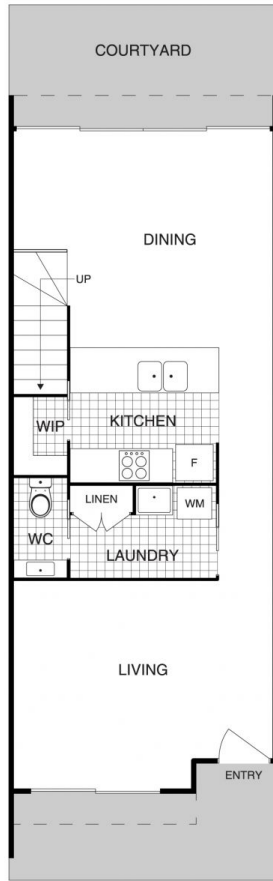 COURTYARD
DINING
UP
KITCHEN
WIP
F
LINEN
WM
WC
LAUNDRY
LIVING
ENTRY